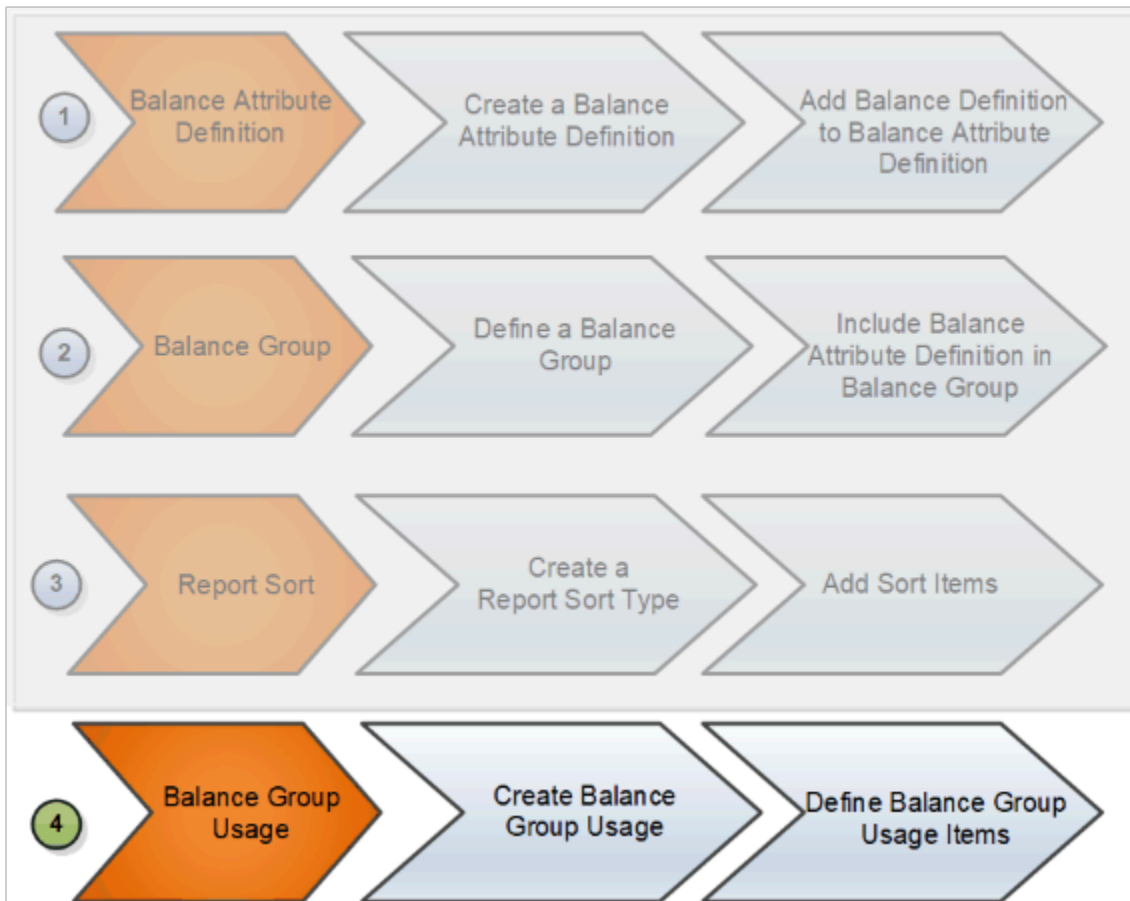 1
Balance Attribute
Definition
Create a Balance
Attribute Definition
Add Balance Definition
to Balance Attribute
Definition
2
Balance Group
Define a Balance
Group
Include Balance
Attribute Definition in
Balance Group
3
Report Sort
Create a
Report Sort Type
Add Sort Items
4
Balance Group
Usage
Create Balance
Group Usage
Define Balance Group
Usage Items